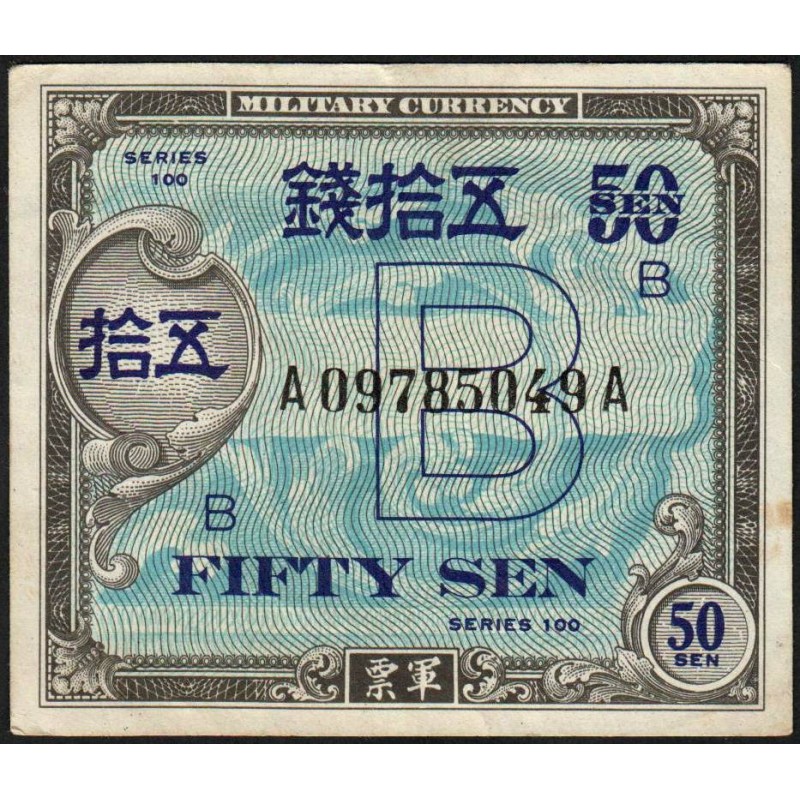 MILITARY CURRENCY
SERIES
100
錢拾五
50
SEN
B
拾五
B
A09785049A
B
FIFTY SEN
SERIES 100
50
SEN
票軍